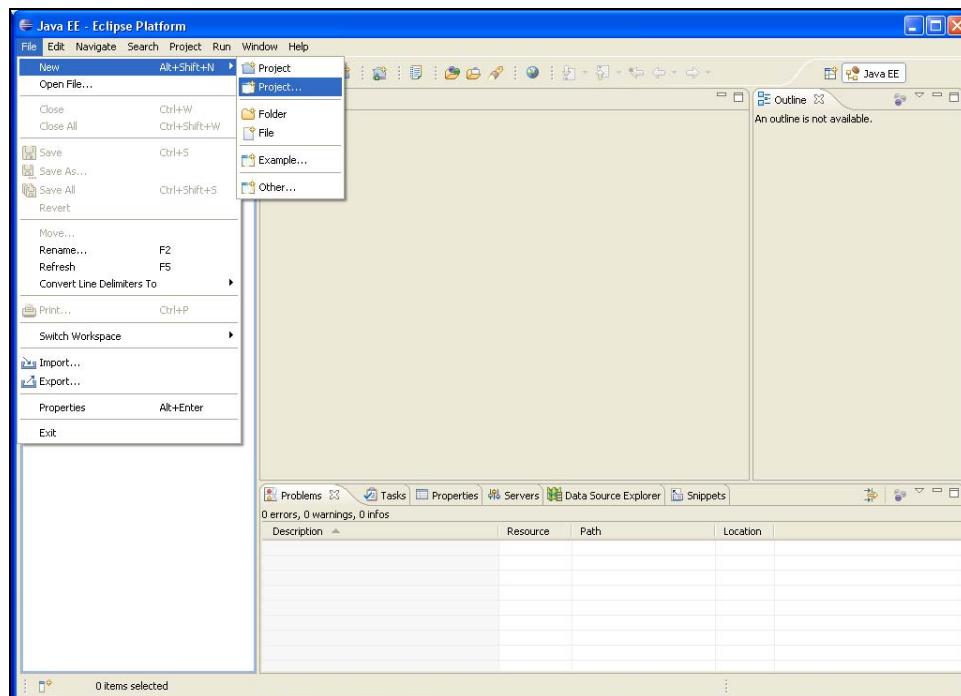 Java EE - Eclipse Platform
File Edit Navigate Search Project Run Window Help
New Alt+Shift+N
Open File...
Close Ctrl+W
Close All Ctrl+Shift+W
Save Ctrl+S
Save As...
Save All Ctrl+Shift+S
Revert
Move...
Rename... F2
Refresh F5
Convert Line Delimiters To
Print... Ctrl+P
Switch Workspace
Import...
Export...
Properties Alt+Enter
Exit
Project
Project...
Folder
File
Example...
Other...
Java EE
Outline
An outline is not available.
Problems Tasks Properties Servers Data Source Explorer Snippets
0 errors, 0 warnings, 0 infos
Description Resource Path Location
0 items selected